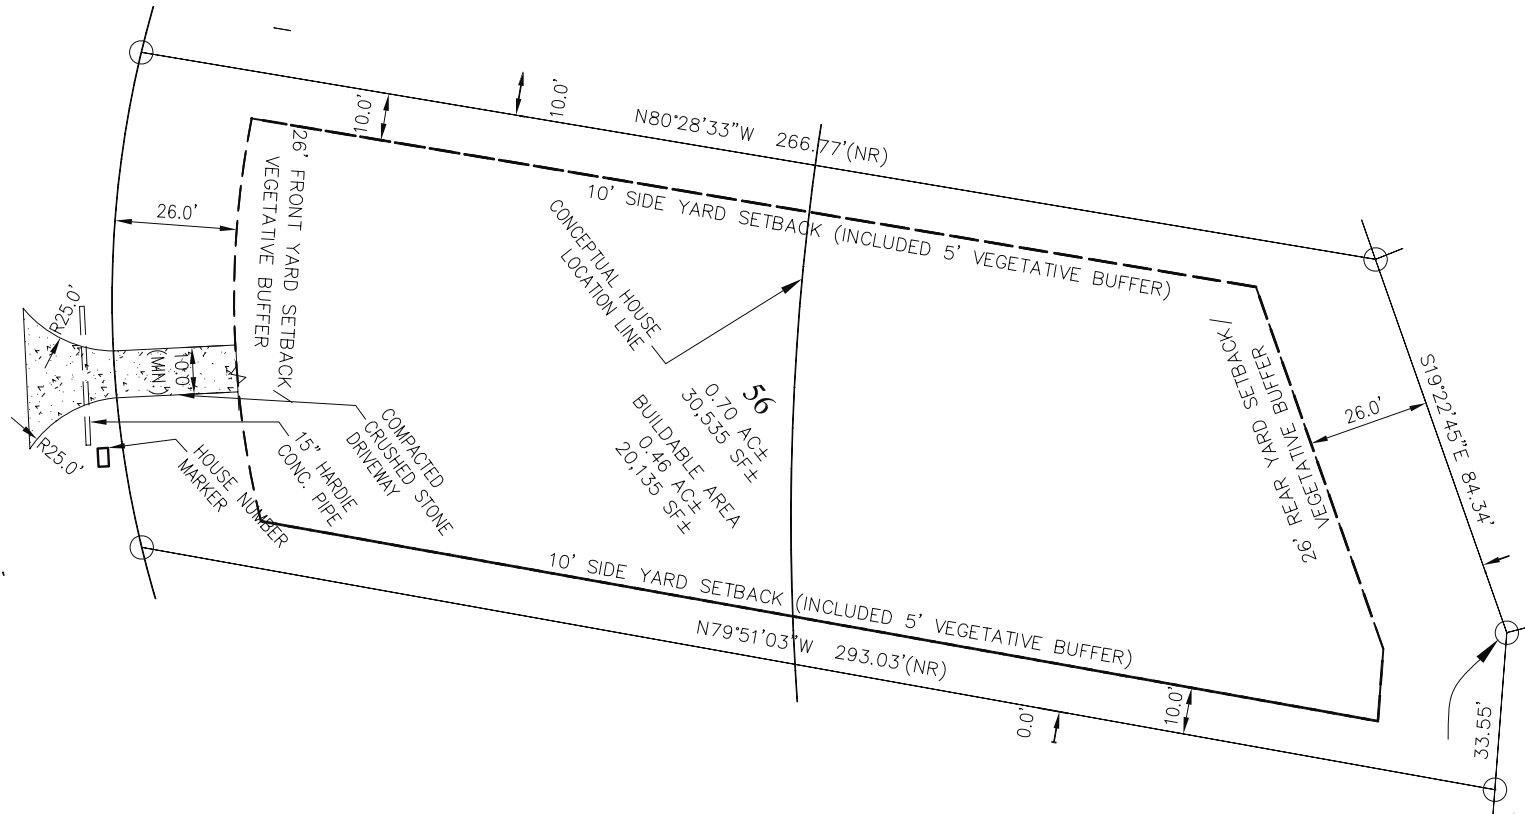 10.0'
10.0'
N80°28'33"W 266.77'(NR)
10' SIDE YARD SETBACK (INCLUDED 5' VEGETATIVE BUFFER)
26' FRONT YARD SETBACK/
VEGETATIVE BUFFER
26.0'
CONCEPTUAL HOUSE
LOCATION LINE
R25.0'
10.0'
(MIN.)
R25.0'
COMPACTED
CRUSHED STONE
DRIVEWAY
15" HARDIE
CONC. PIPE
HOUSE NUMBER
MARKER
56
0.70 AC±
30,535 SF±
BUILDABLE AREA
0.46 AC±
20,135 SF±
26' REAR YARD SETBACK/
VEGETATIVE BUFFER
26.0'
S19°22'45"E 84.34'
10' SIDE YARD SETBACK (INCLUDED 5' VEGETATIVE BUFFER)
N79°51'03"W 293.03'(NR)
0.0'
10.0'
33.55'